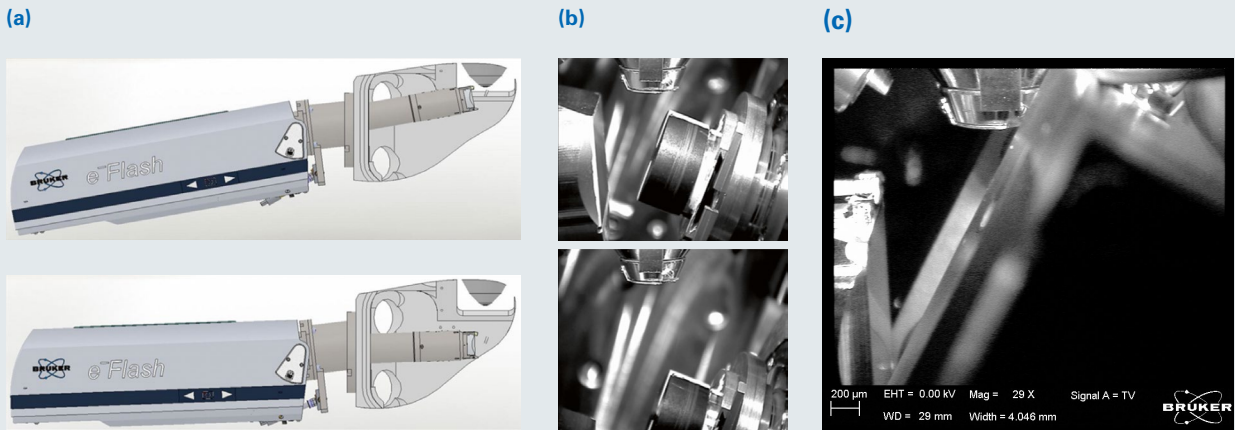 (a)
(b)
(c)
BRUKER
e⁻Flash
BRUKER
e⁻Flash
200 µm
EHT = 0.00 kV
Mag = 29 X
Signal A = TV
WD = 29 mm
Width = 4.046 mm
BRUKER